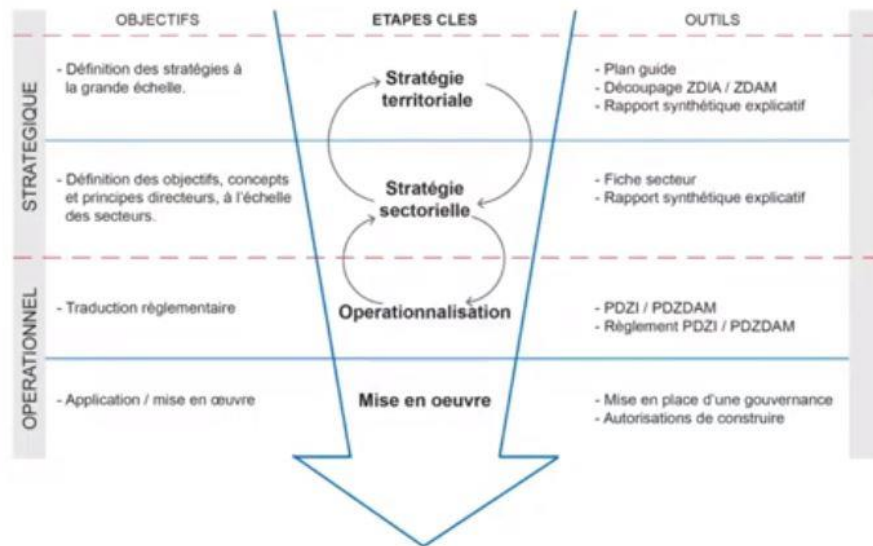 OBJECTIFS
ETAPES CLES
OUTILS
STRATEGIQUE
- Définition des stratégies à
la grande échelle.
Stratégie
territoriale
- Plan guide
- Découpage ZDIA / ZDAM
- Rapport synthétique explicatif
- Définition des objectifs, concepts
et principes directeurs, à l'échelle
des secteurs.
Stratégie
sectorielle
- Fiche secteur
- Rapport synthétique explicatif
OPERATIONNEL
- Traduction règlementaire
Operationnalisation
- PDZI / PDZDAM
- Règlement PDZI / PDZDAM
- Application / mise en œuvre
Mise en oeuvre
- Mise en place d'une gouvernance
- Autorisations de construire